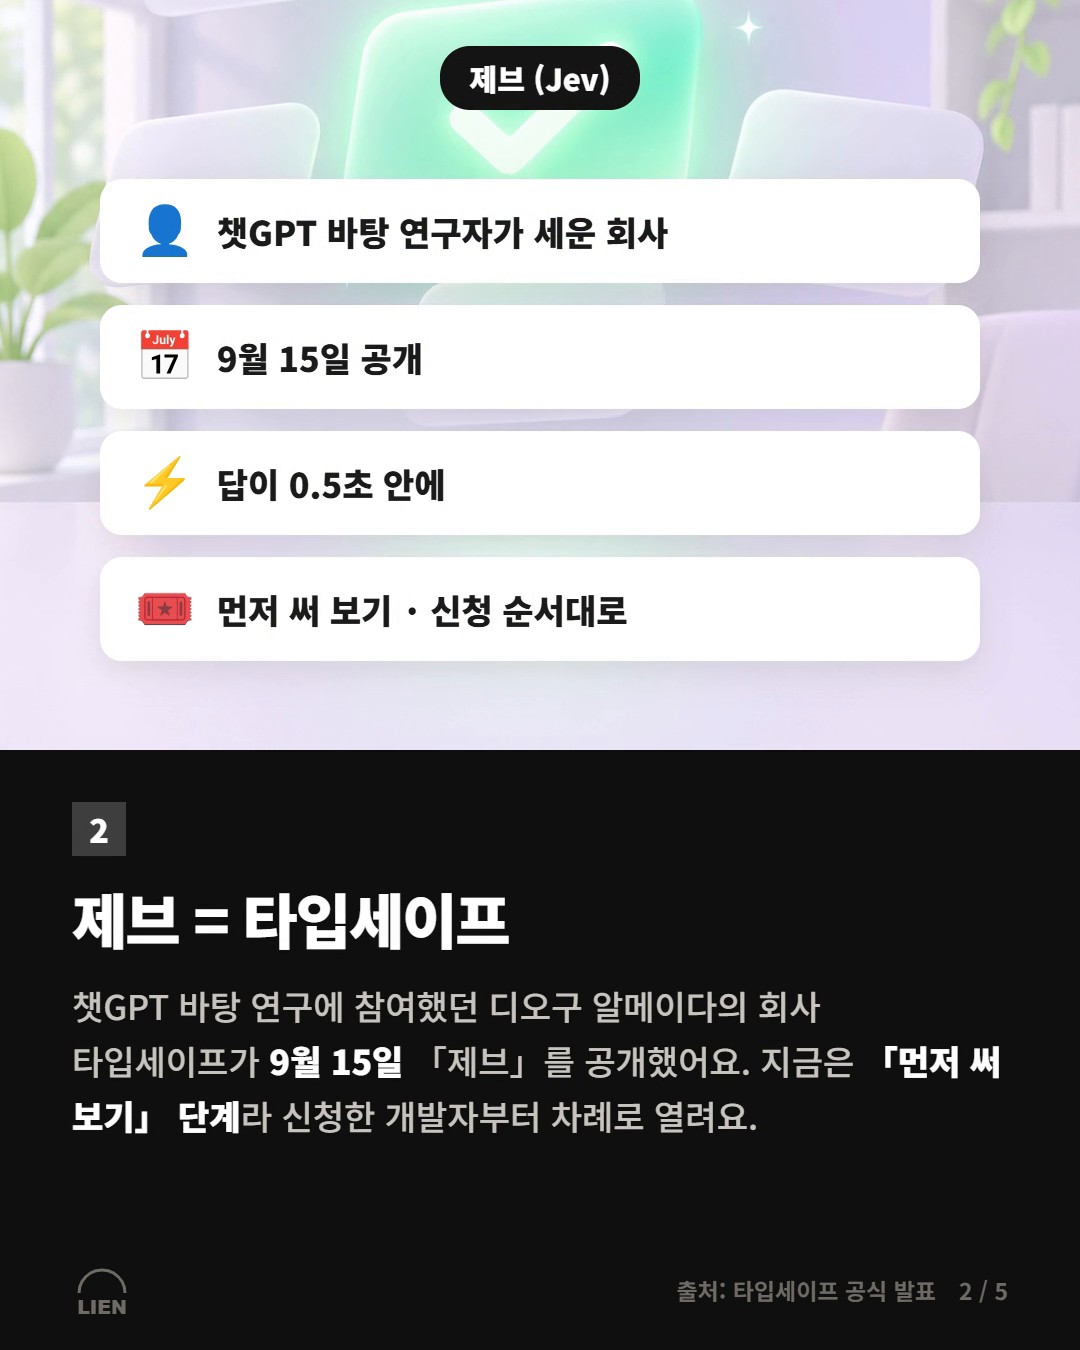 제브 (Jev)
챗GPT 바탕 연구자가 세운 회사
July
17
9월 15일 공개
답이 0.5초 안에
먼저 써 보기 · 신청 순서대로
2
제브 = 타입세이프
챗GPT 바탕 연구에 참여했던 디오구 알메이다의 회사
타입세이프가 9월 15일 「제브」를 공개했어요. 지금은 「먼저 써
보기」 단계라 신청한 개발자부터 차례로 열려요.
LIEN
출처: 타입세이프 공식 발표 2 / 5